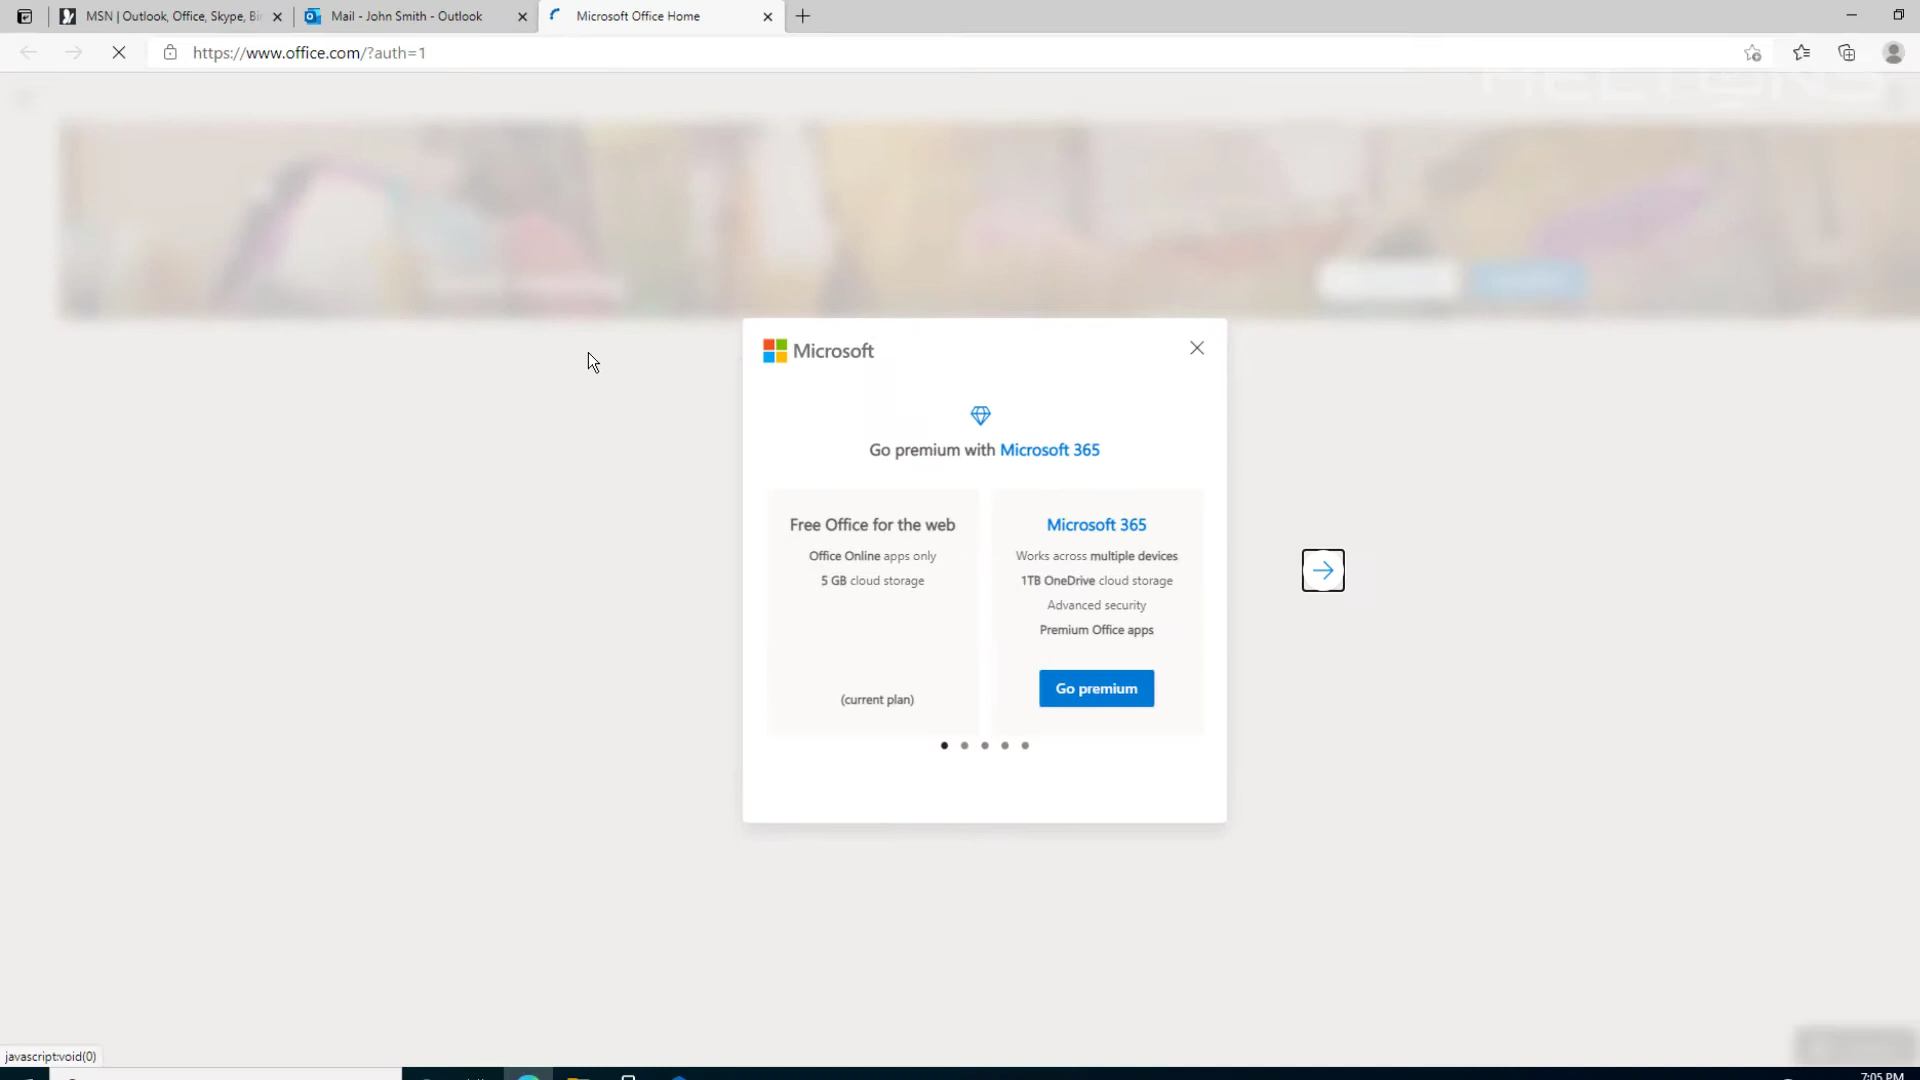 MSN | Outlook, Office, Skype, Bi
Mail - John Smith - Outlook
Microsoft Office Home
https://www.office.com/?auth=1
Microsoft
Go premium with Microsoft 365
Free Office for the web
Office Online apps only
5 GB cloud storage
(current plan)
Microsoft 365
Works across multiple devices
1TB OneDrive cloud storage
Advanced security
Premium Office apps
Go premium
javascript:void(0)
7:05 PM